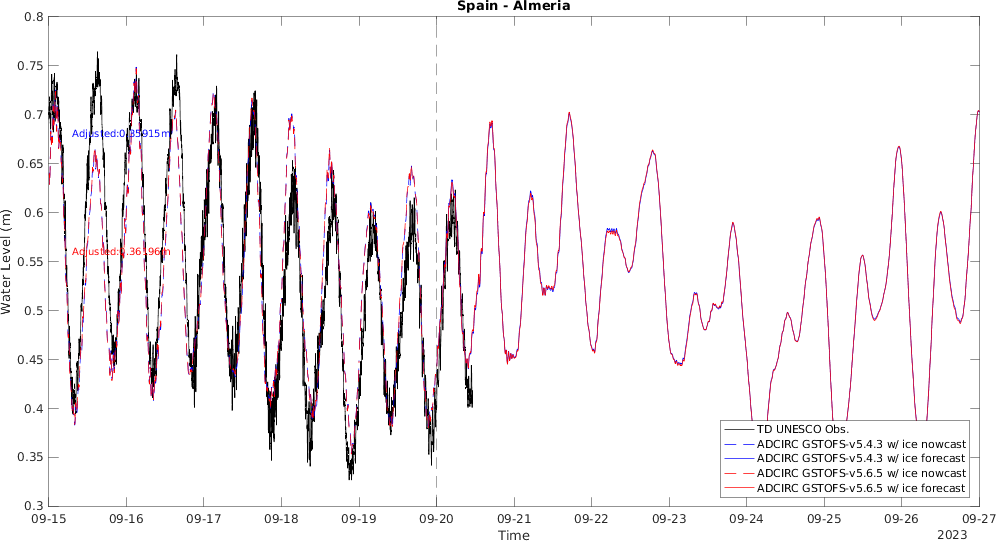 Spain - Almeria
0.8
0.75
0.7
0.65
0.6
0.55
0.5
0.45
0.4
0.35
0.3
Water Level (m)
Adjusted:0.35915m
Adjusted:0.36196m
TD UNESCO Obs.
ADCIRC GSTOFS-v5.4.3 w/ ice nowcast
ADCIRC GSTOFS-v5.4.3 w/ ice forecast
ADCIRC GSTOFS-v5.6.5 w/ ice nowcast
ADCIRC GSTOFS-v5.6.5 w/ ice forecast
09-15 09-16 09-17 09-18 09-19 09-20 09-21 09-22 09-23 09-24 09-25 09-26 09-27
Time
2023